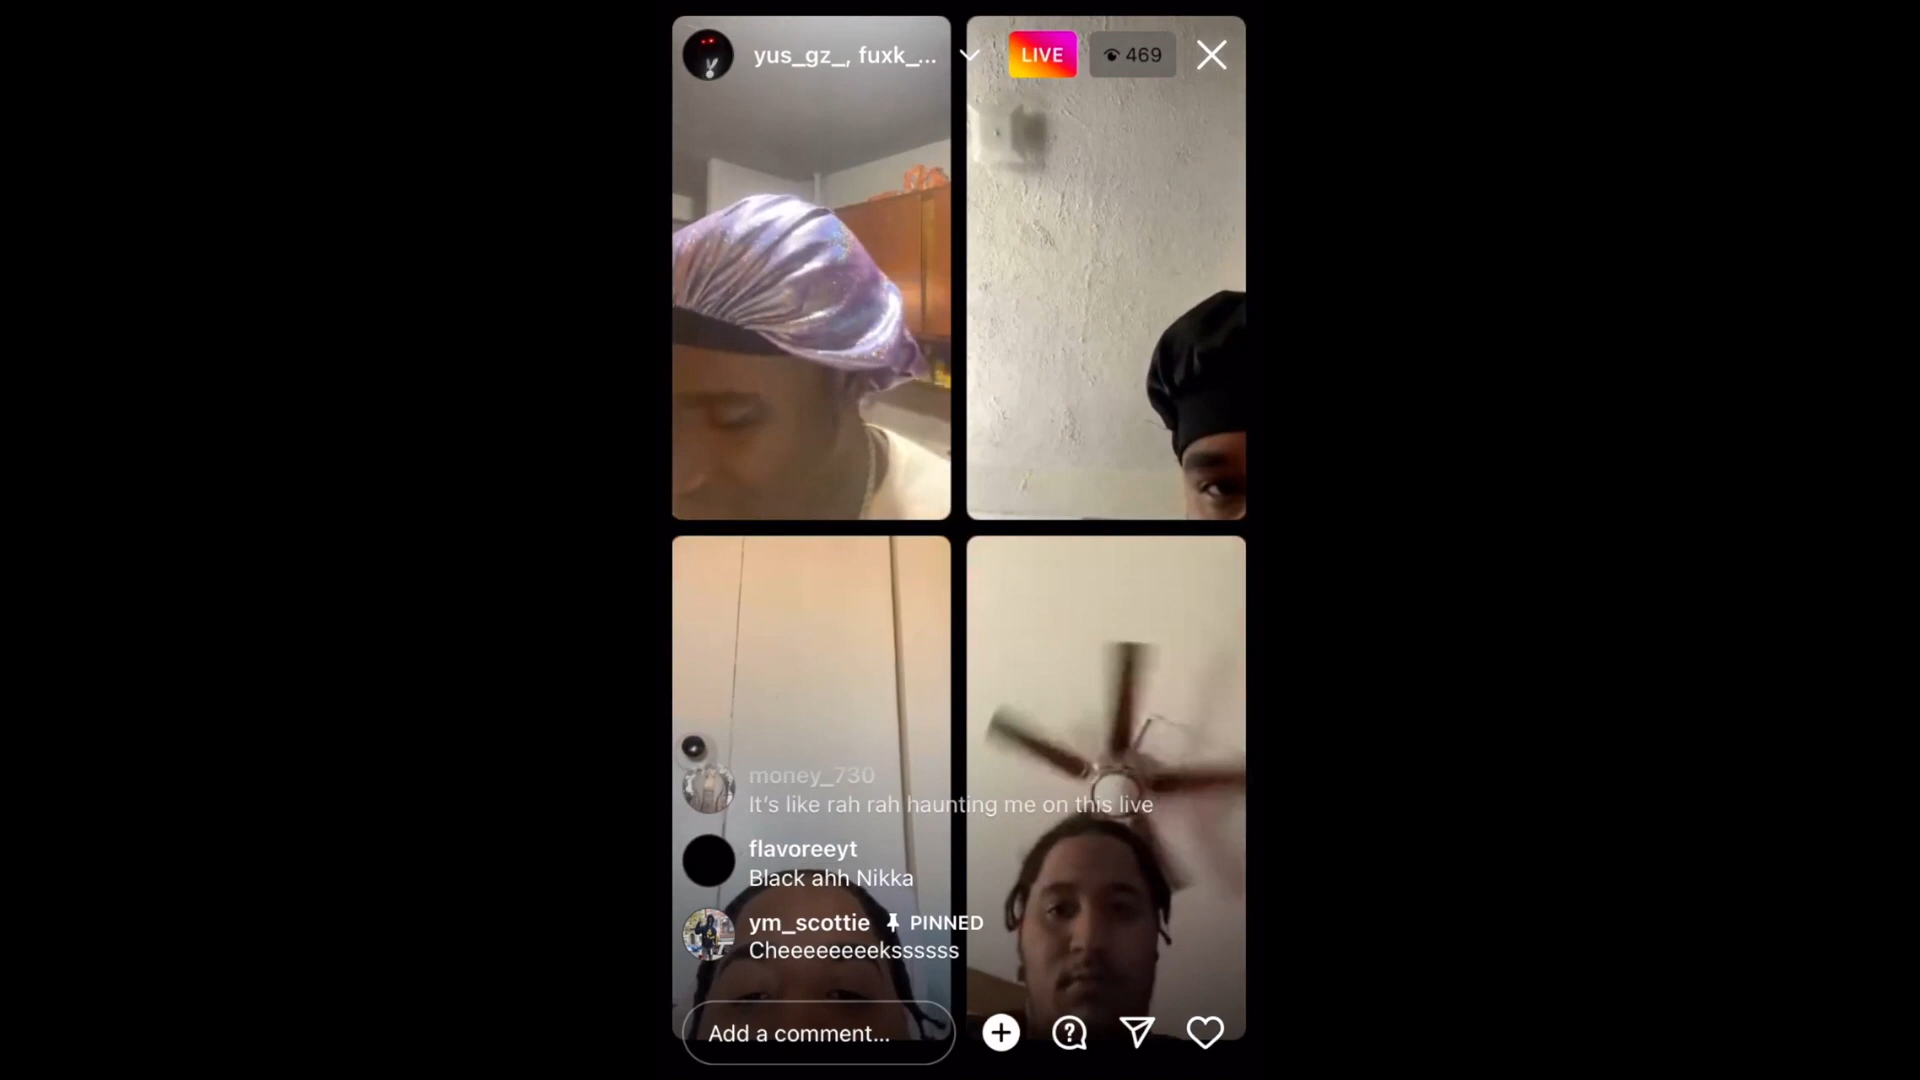 yus_gz_, fuxk_...
LIVE
469
money_730
It's like rah rah haunting me on this live
flavoreeyt
Black ahh Nikka
ym_scottie PINNED
Cheeeeeeeekssssss
Add a comment...